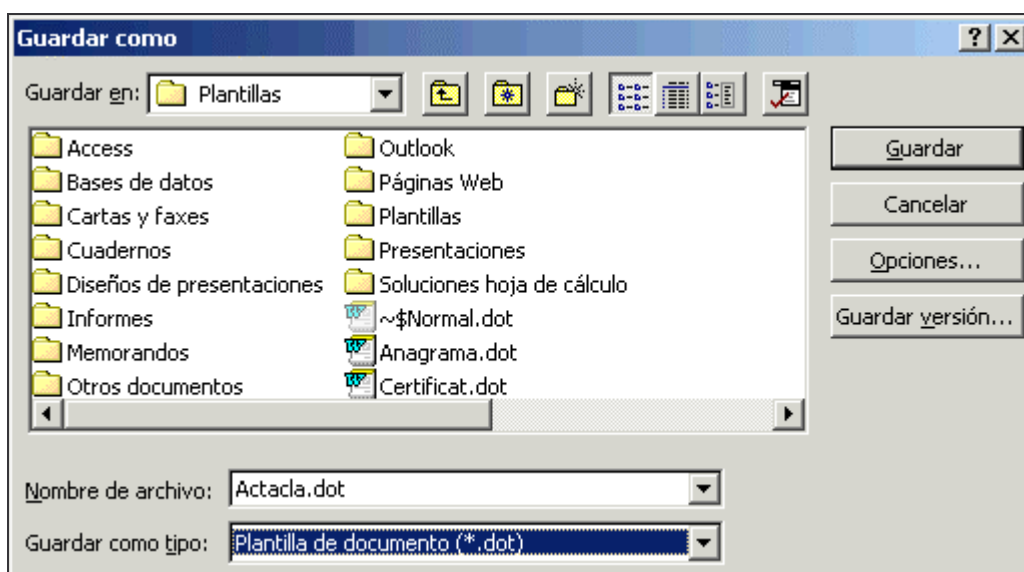 Guardar como
Guardar en: Plantillas
Access
Bases de datos
Cartas y faxes
Cuadernos
Diseños de presentaciones
Informes
Memorandos
Otros documentos
Outlook
Páginas Web
Plantillas
Presentaciones
Soluciones hoja de cálculo
~$Normal.dot
Anagrama.dot
Certificat.dot
Guardar
Cancelar
Opciones...
Guardar versión...
Nombre de archivo: Actacla.dot
Guardar como tipo: Plantilla de documento (*.dot)